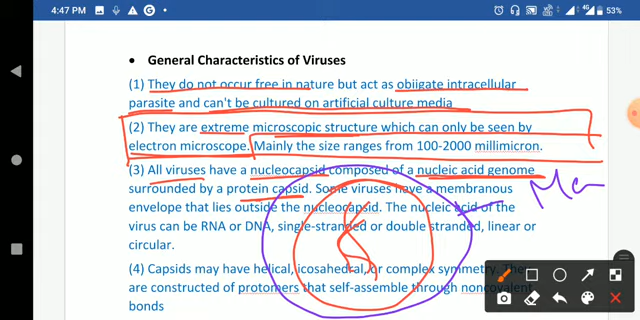 4:47 PM
4G
53%
• General Characteristics of Viruses
(1) They do not occur free in nature but act as obiigate intracellular
parasite and can't be cultured on artificial culture media
(2) They are extreme microscopic structure which can only be seen by
electron microscope. Mainly the size ranges from 100-2000 millimicron.
(3) All viruses have a nucleocapsid composed of a nucleic acid genome
surrounded by a protein capsid. Some viruses have a membranous
envelope that lies outside the nucleocapsid. The nucleic acid of the
virus can be RNA or DNA, single-stranded or double stranded, linear or
circular.
(4) Capsids may have helical, icosahedral, or complex symmetry. They
are constructed of protomers that self-assemble through noncovalent
bonds